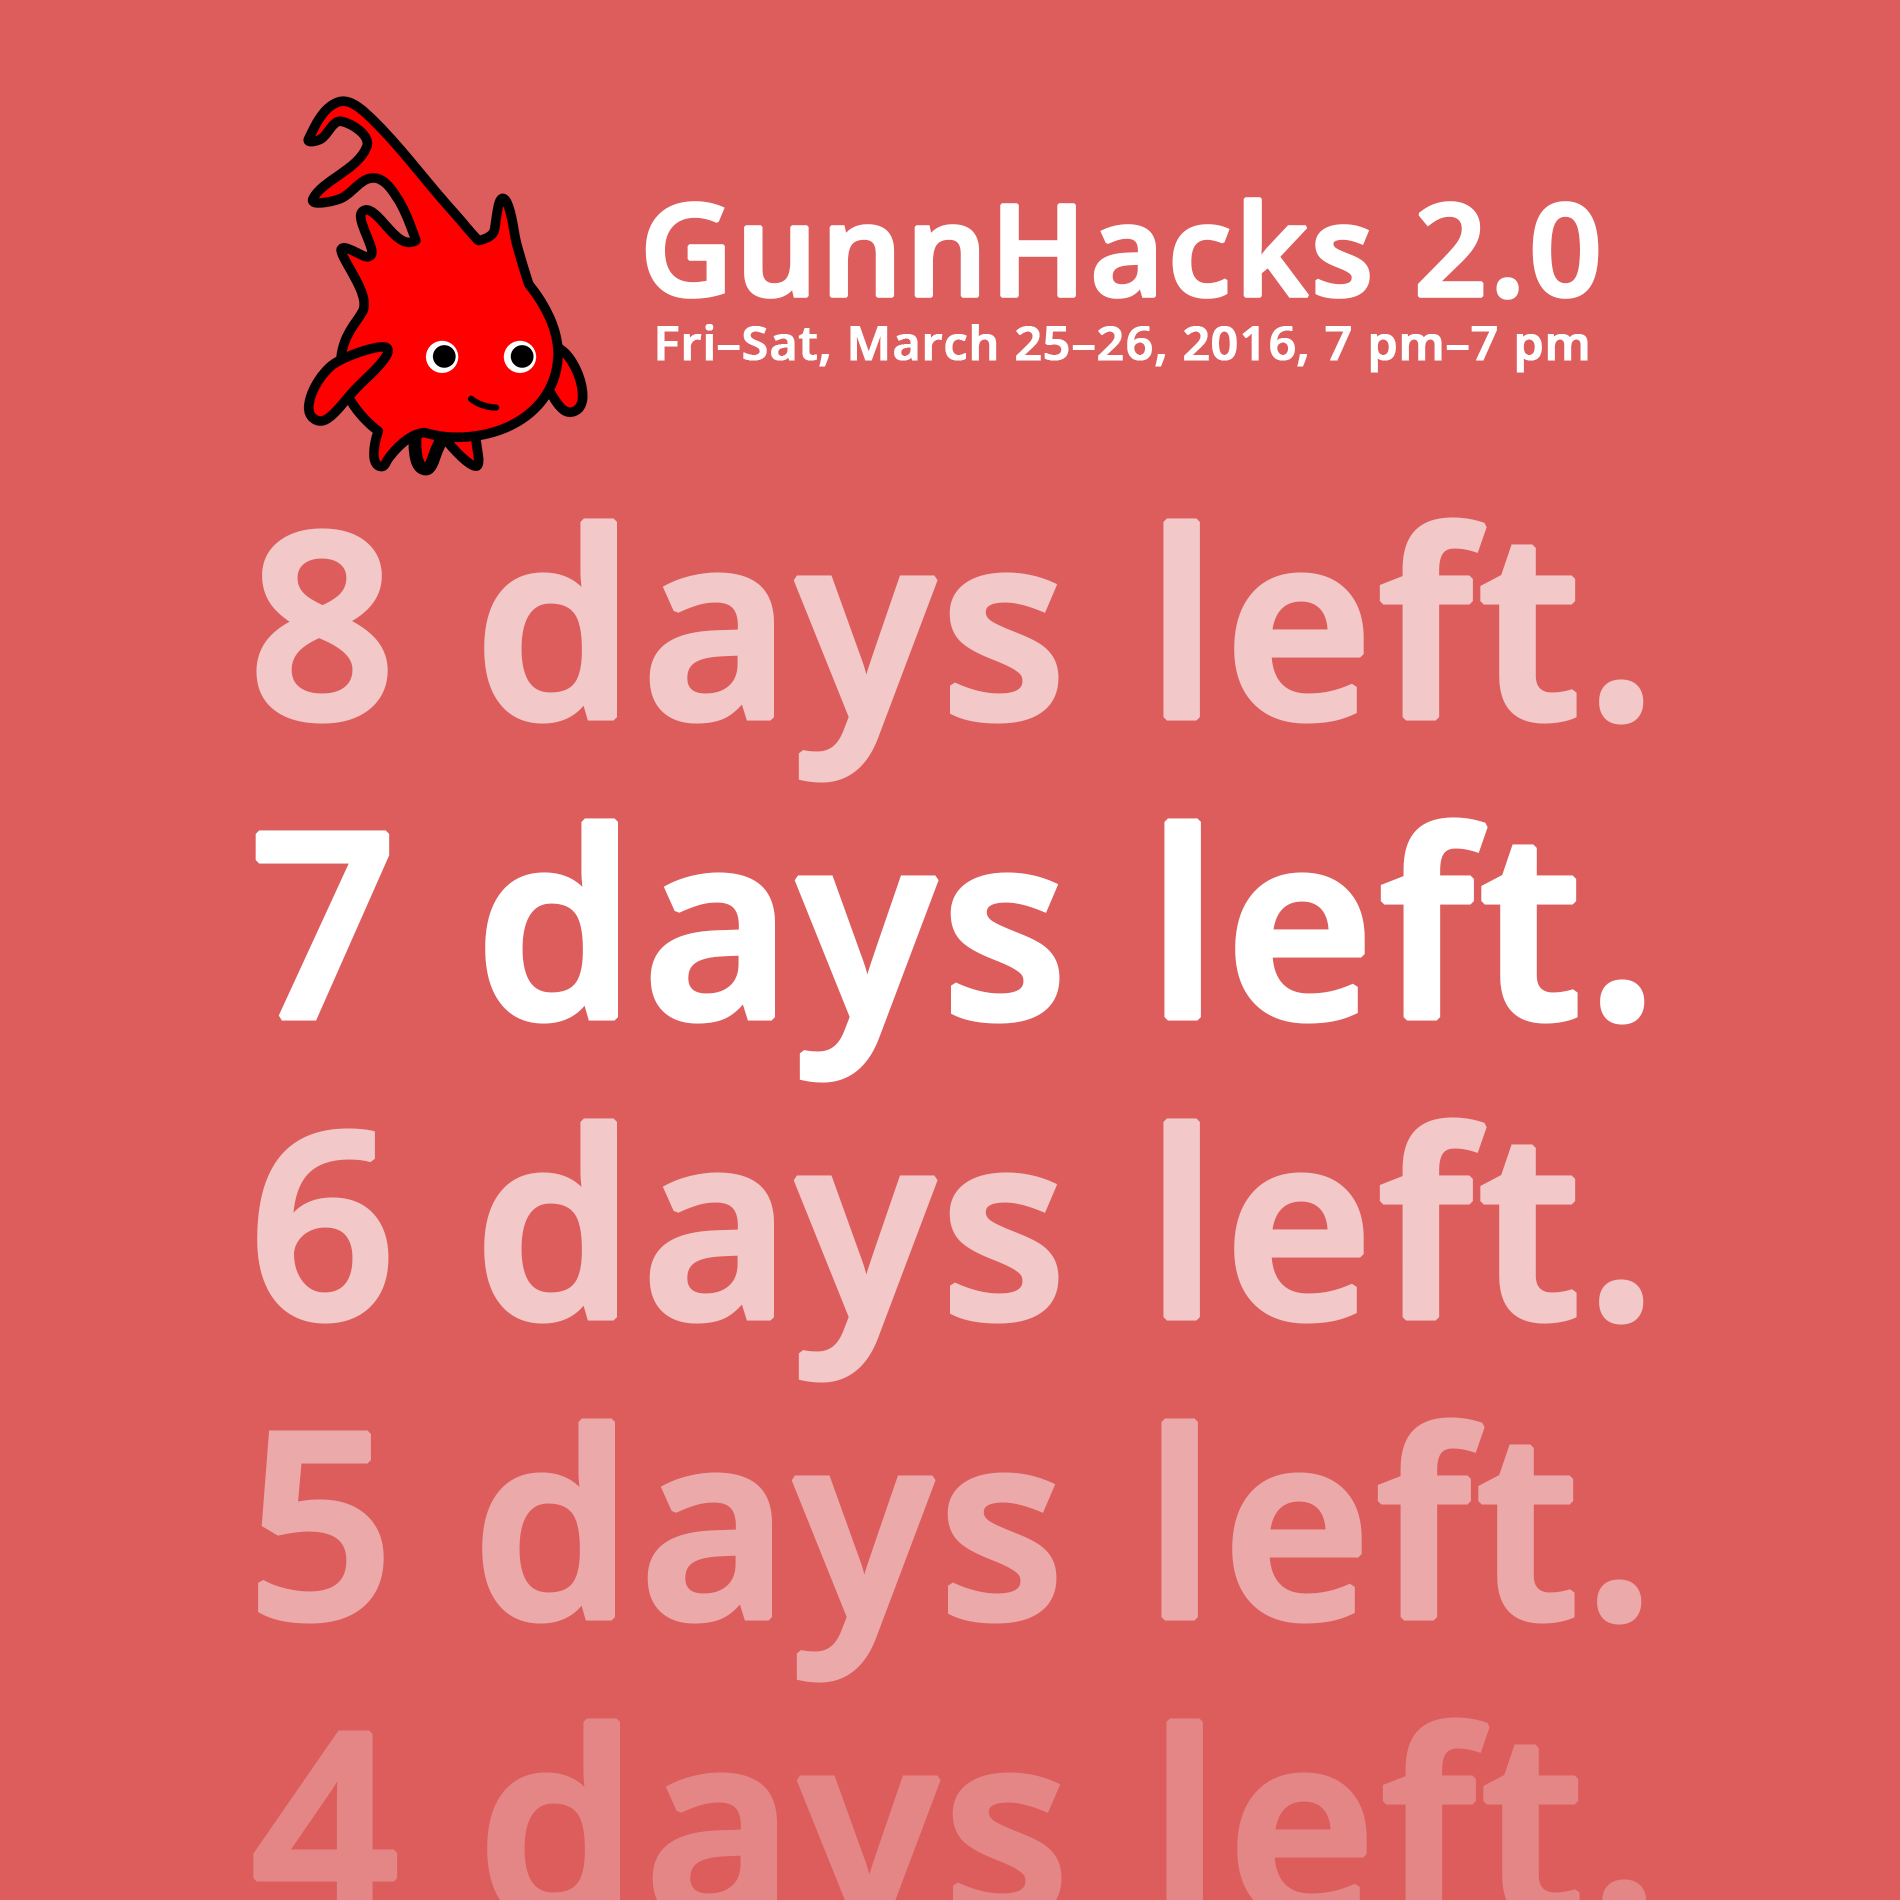 GunnHacks 2.0
Fri–Sat, March 25–26, 2016, 7 pm–7 pm
8 days left.
7 days left.
6 days left.
5 days left.
4 days left.